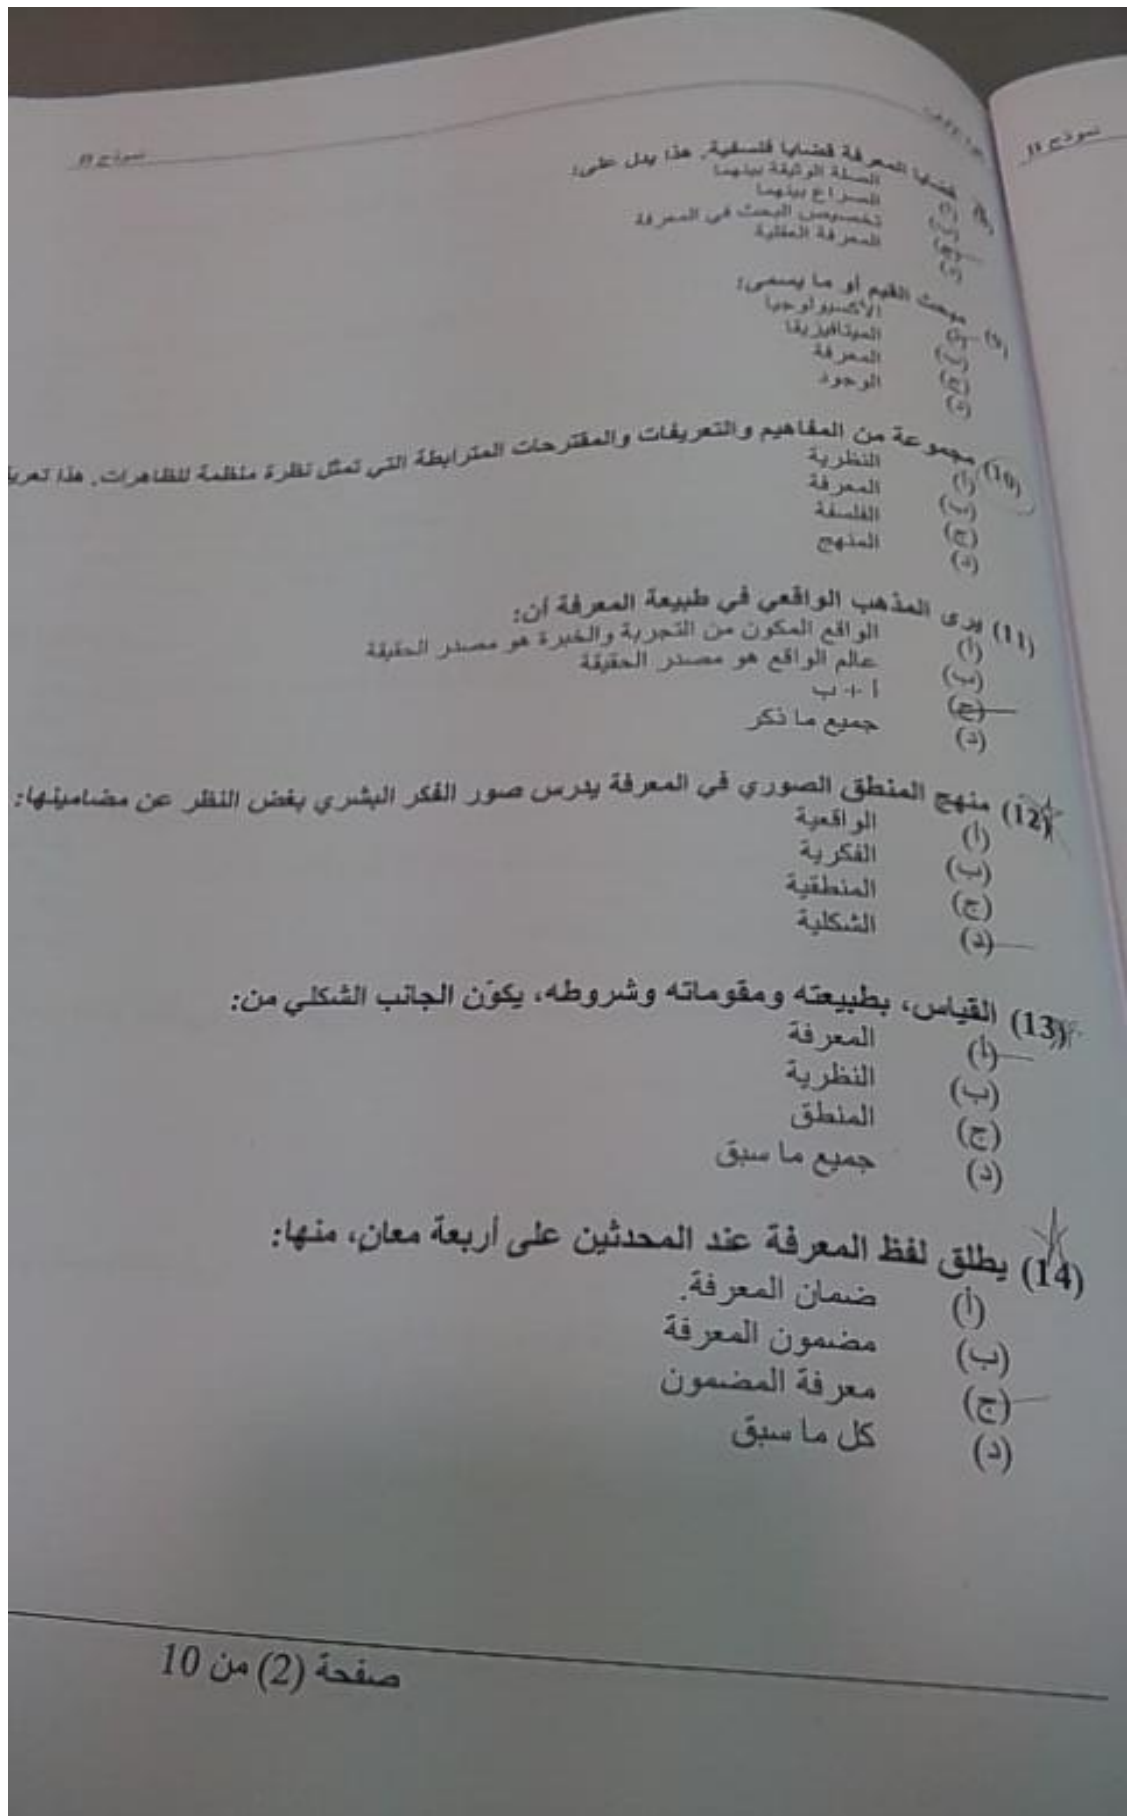 نموذج B
نموذج B
(8) قضايا المعرفة قضايا فلسفية. هذا يدل على:
(أ) الصلة الوثيقة بينهما
(ب) الصراع بينهما
(ج) تخصيص البحث في المعرفة
(د) المعرفة العقلية
(9) مبحث القيم أو ما يسمى:
(أ) الأكسيولوجيا
(ب) الميتافيزيقا
(ج) المعرفة
(د) الوجود
(10) مجموعة من المفاهيم والتعريفات والمقترحات المترابطة التي تمثل نظرة منظمة للظاهرات. هذا
(أ) النظرية
(ب) المعرفة
(ج) الفلسفة
(د) المنهج
(11) يرى المذهب الواقعي في طبيعة المعرفة أن:
(أ) الواقع المكون من التجربة والخبرة هو مصدر الحقيقة
(ب) عالم الواقع هو مصدر الحقيقة
(ج) أ + ب
(د) جميع ما ذكر
(12) منهج المنطق الصوري في المعرفة يدرس صور الفكر البشري بغض النظر عن مضامينها:
(أ) الواقعية
(ب) الفكرية
(ج) المنطقية
(د) الشكلية
(13) القياس، بطبيعته ومقوماته وشروطه، يكوّن الجانب الشكلي من:
(أ) المعرفة
(ب) النظرية
(ج) المنطق
(د) جميع ما سبق
(14) يطلق لفظ المعرفة عند المحدثين على أربعة معانٍ، منها:
(أ) ضمان المعرفة.
(ب) مضمون المعرفة
(ج) معرفة المضمون
(د) كل ما سبق
صفحة (2) من 10